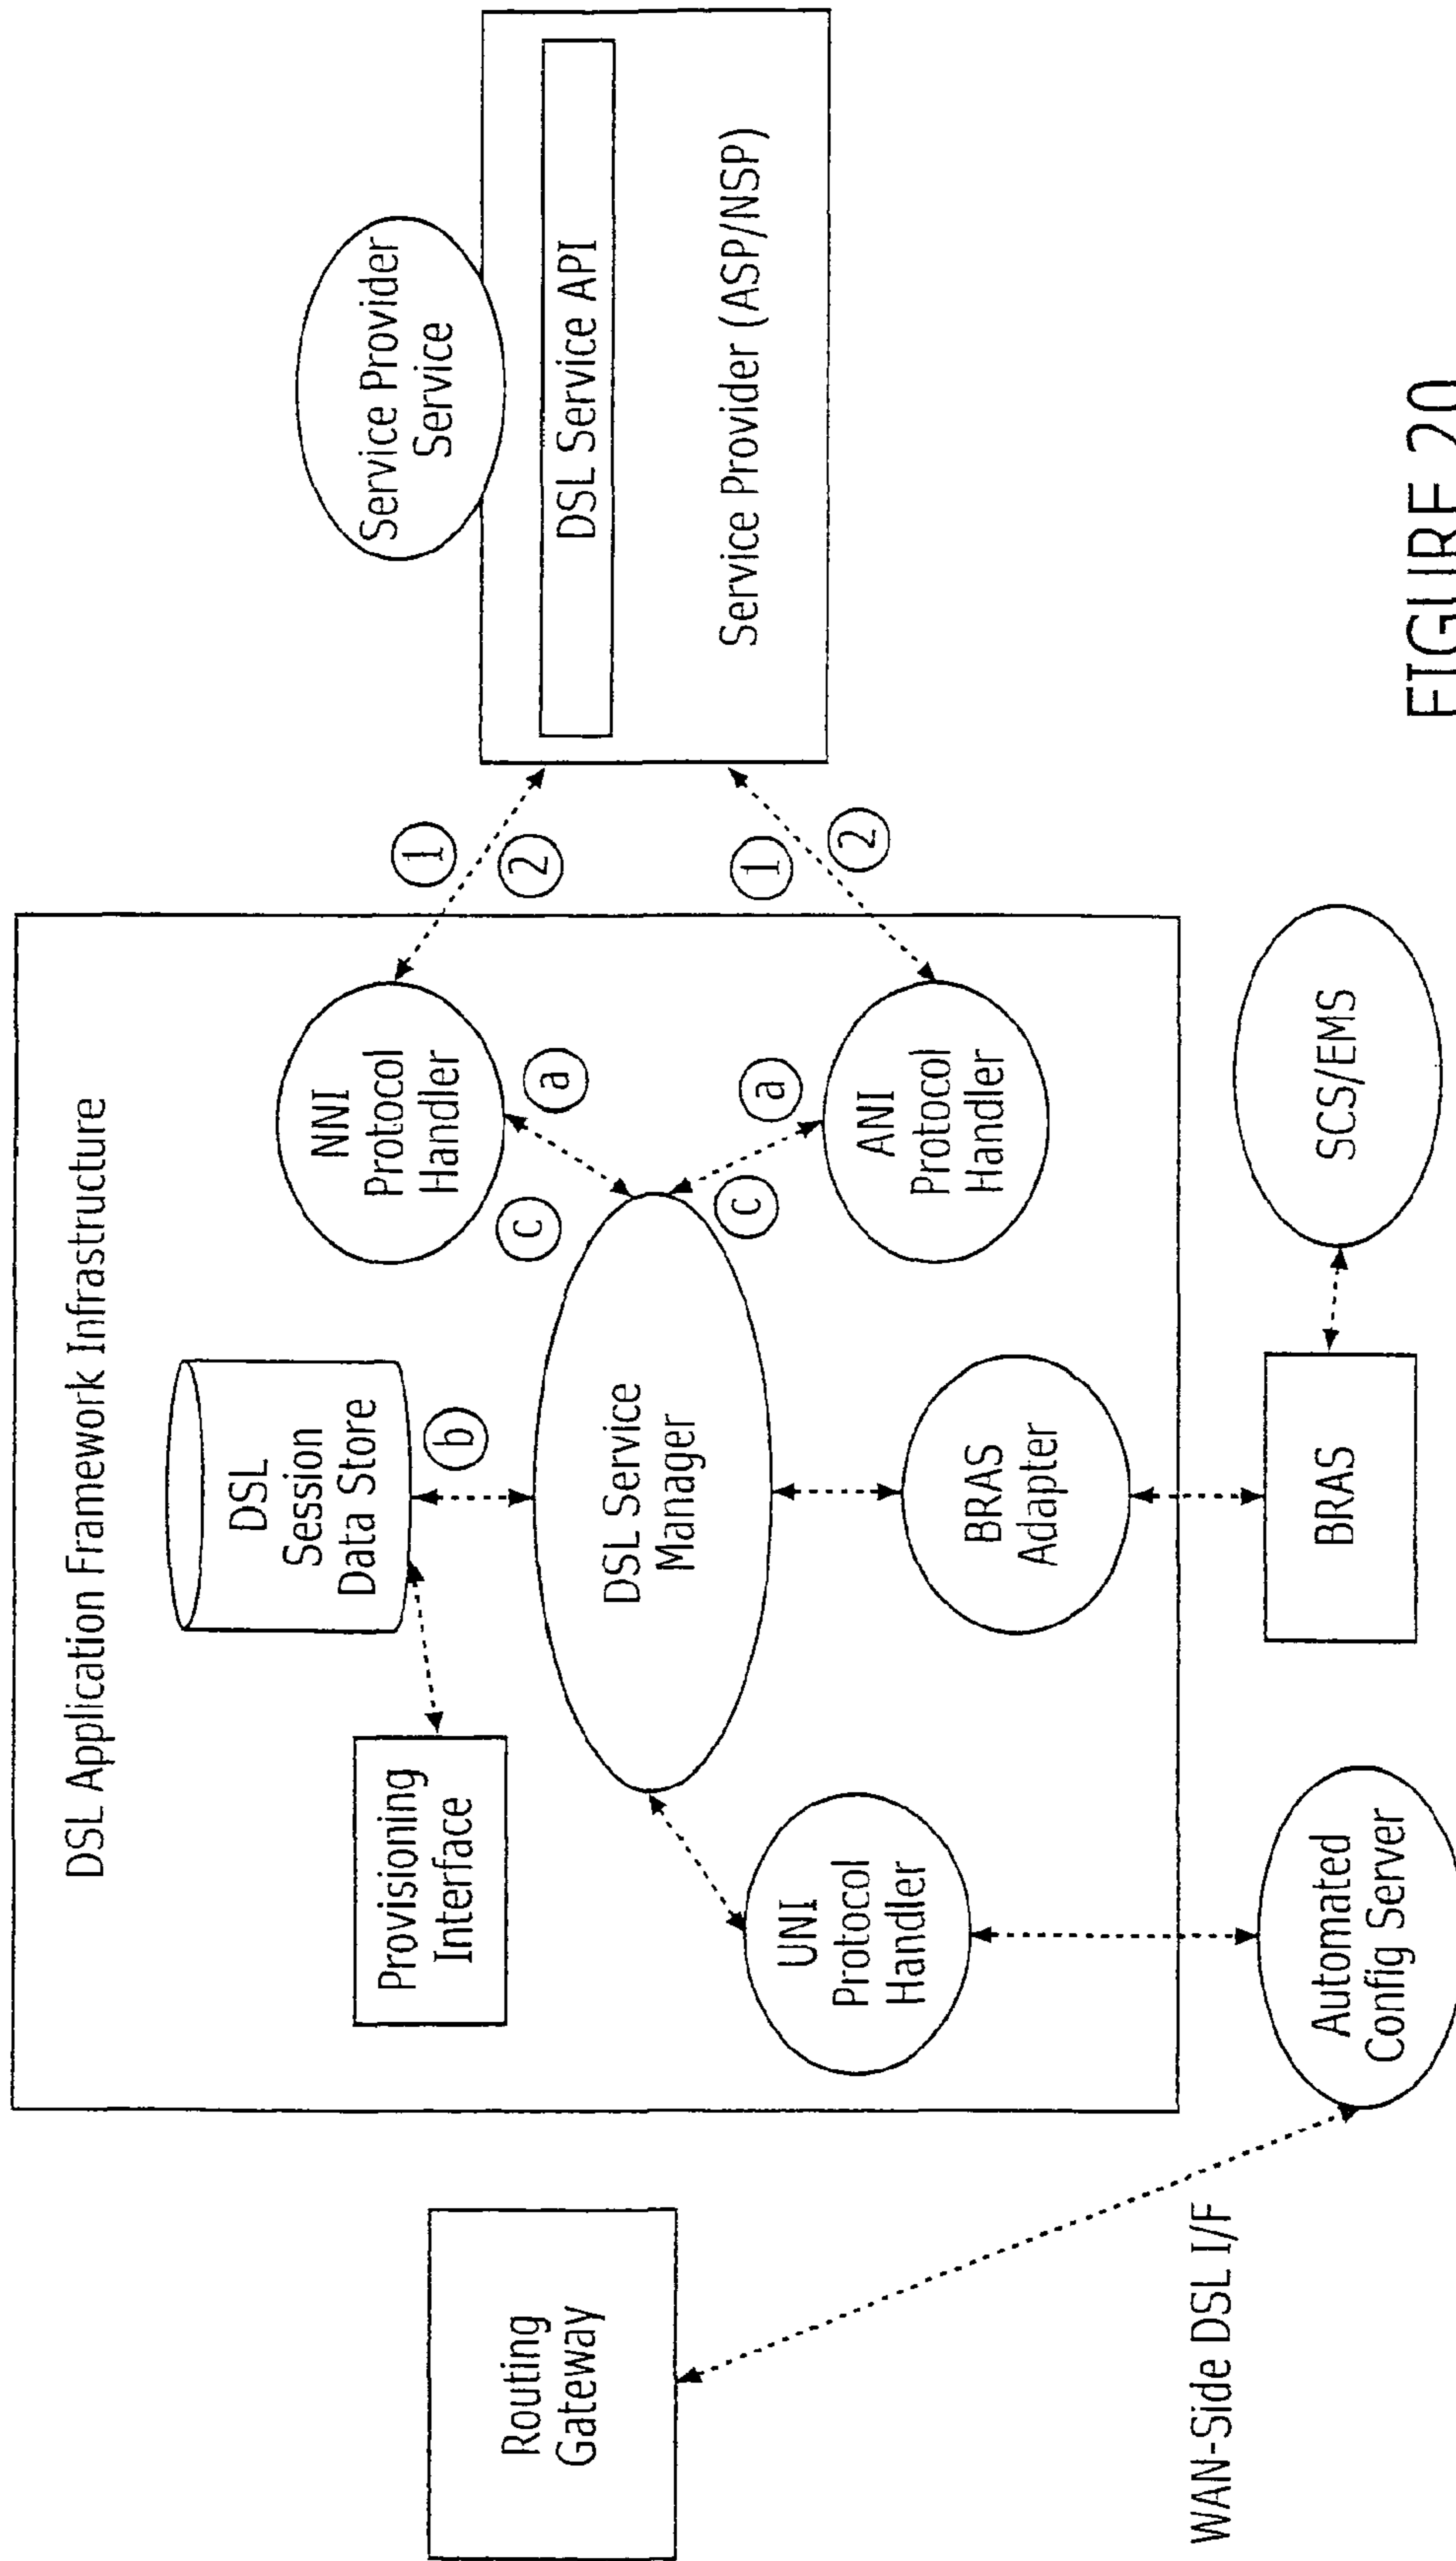 DSL Application Framework Infrastructure
Routing
Gateway
WAN-Side DSL I/F
Provisioning
Interface
DSL
Session
Data Store
b
NNI
Protocol
Handler
a
c
1
2
Service Provider
Service
DSL Service API
Service Provider (ASP/NSP)
DSL Service
Manager
UNI
Protocol
Handler
BRAS
Adapter
a
c
ANI
Protocol
Handler
1
2
Automated
Config Server
BRAS
SCS/EMS
FIGURE 20